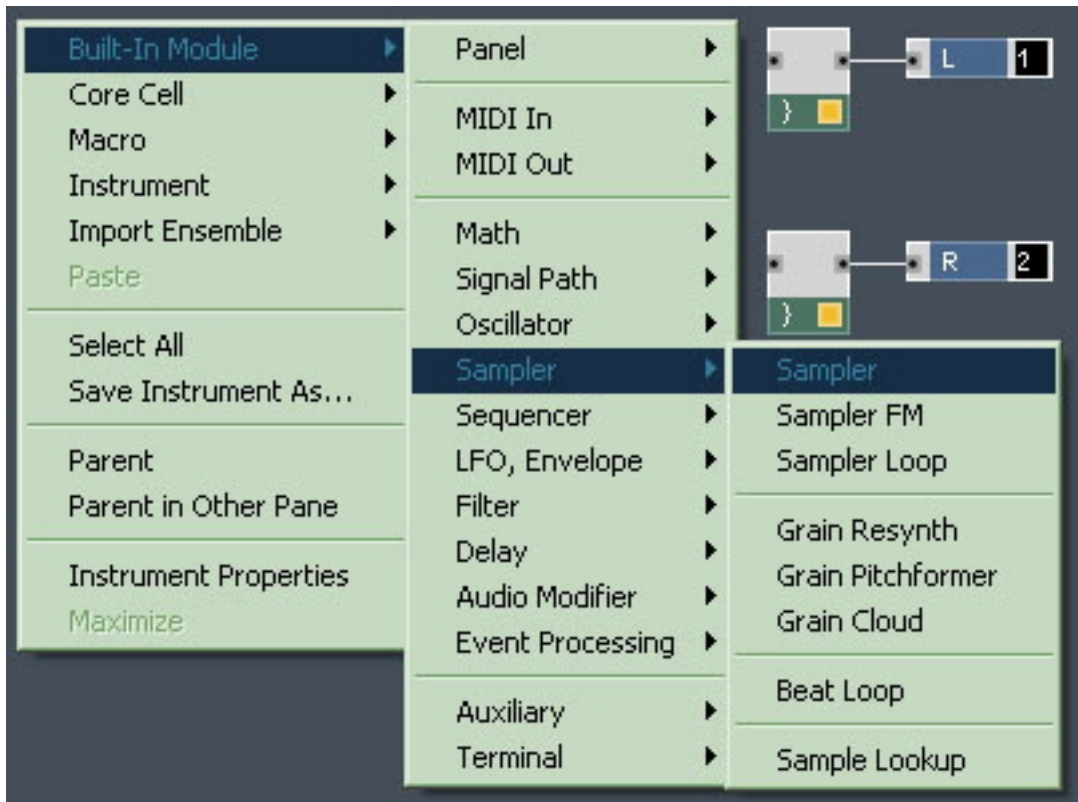 Built-In Module
Core Cell
Macro
Instrument
Import Ensemble
Paste
Select All
Save Instrument As...
Parent
Parent in Other Pane
Instrument Properties
Maximize
Panel
MIDI In
MIDI Out
Math
Signal Path
Oscillator
Sampler
Sequencer
LFO, Envelope
Filter
Delay
Audio Modifier
Event Processing
Auxiliary
Terminal
Sampler
Sampler FM
Sampler Loop
Grain Resynth
Grain Pitchformer
Grain Cloud
Beat Loop
Sample Lookup
L 1
}
R 2
}